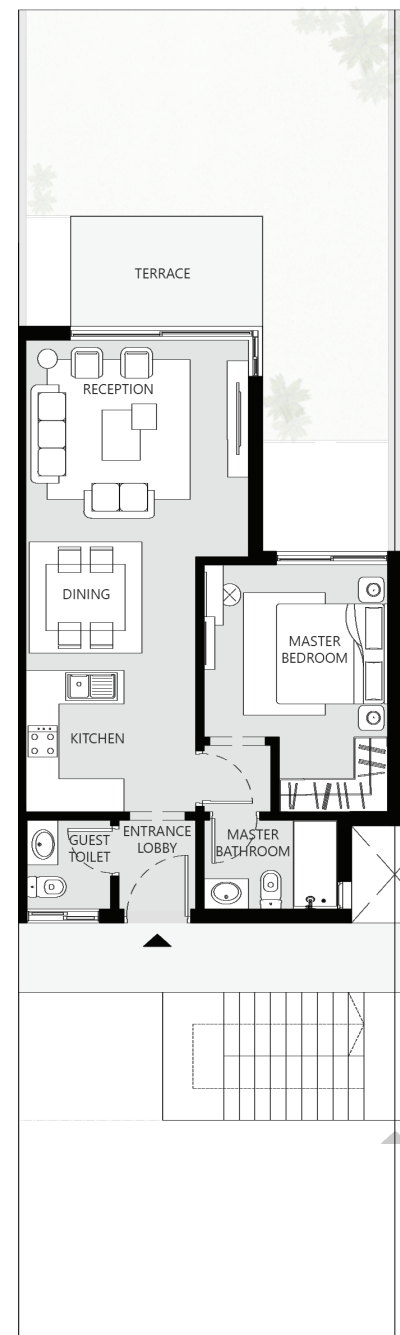 TERRACE
RECEPTION
DINING
MASTER
BEDROOM
KITCHEN
GUEST
TOILET
ENTRANCE
LOBBY
MASTER
BATHROOM